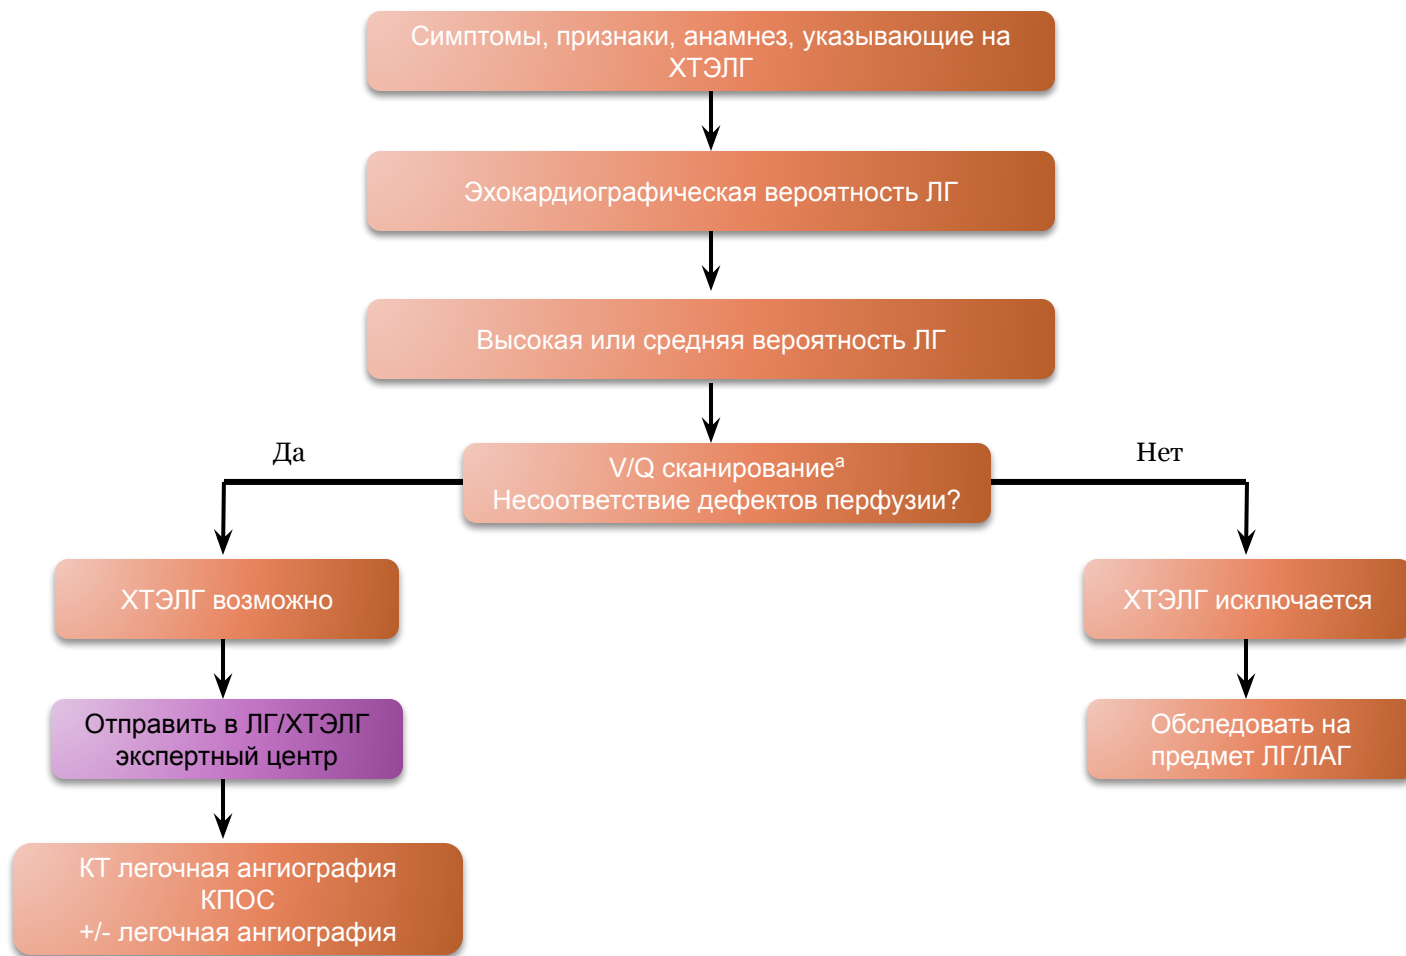 Симптомы, признаки, анамнез, указывающие на
ХТЭЛГ
Эхокардиографическая вероятность ЛГ
Высокая или средняя вероятность ЛГ
Да
V/Q сканированиеª
Несоответствие дефектов перфузии?
Нет
ХТЭЛГ возможно
ХТЭЛГ исключается
Отправить в ЛГ/ХТЭЛГ
экспертный центр
Обследовать на
предмет ЛГ/ЛАГ
КТ легочная ангиография
КПОС
+/- легочная ангиография